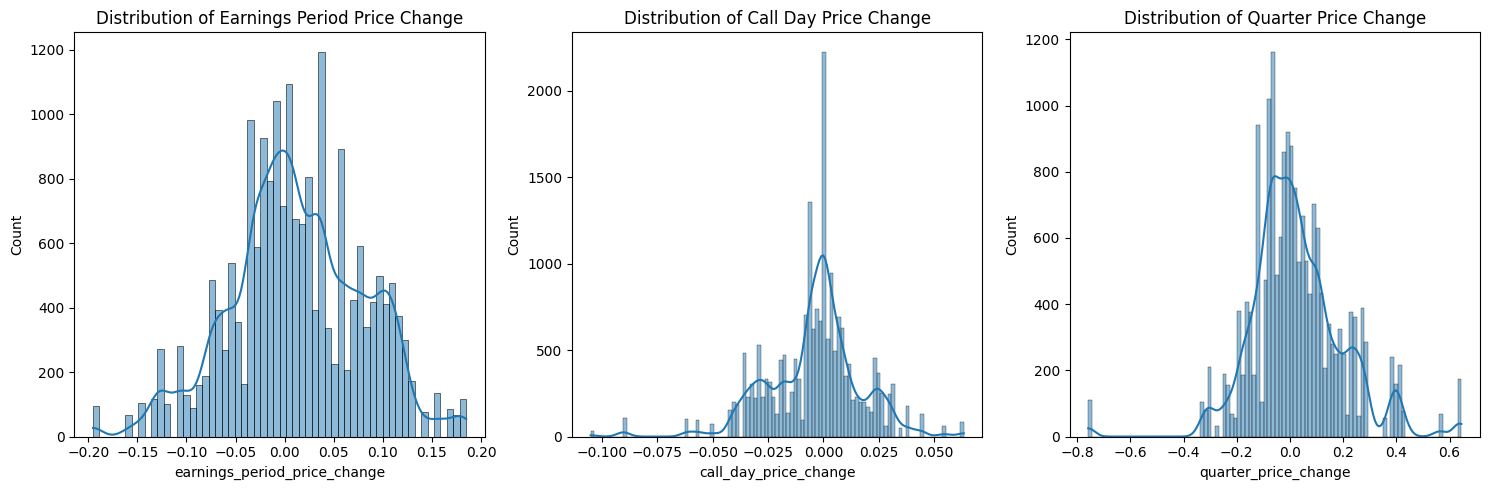 Distribution of Earnings Period Price Change
1200
1000
800
600
400
200
0
Count
−0.20 −0.15 −0.10 −0.05 0.00 0.05 0.10 0.15 0.20
earnings_period_price_change
Distribution of Call Day Price Change
2000
1500
1000
500
0
Count
−0.100 −0.075 −0.050 −0.025 0.000 0.025 0.050
call_day_price_change
Distribution of Quarter Price Change
1200
1000
800
600
400
200
0
Count
−0.8 −0.6 −0.4 −0.2 0.0 0.2 0.4 0.6
quarter_price_change